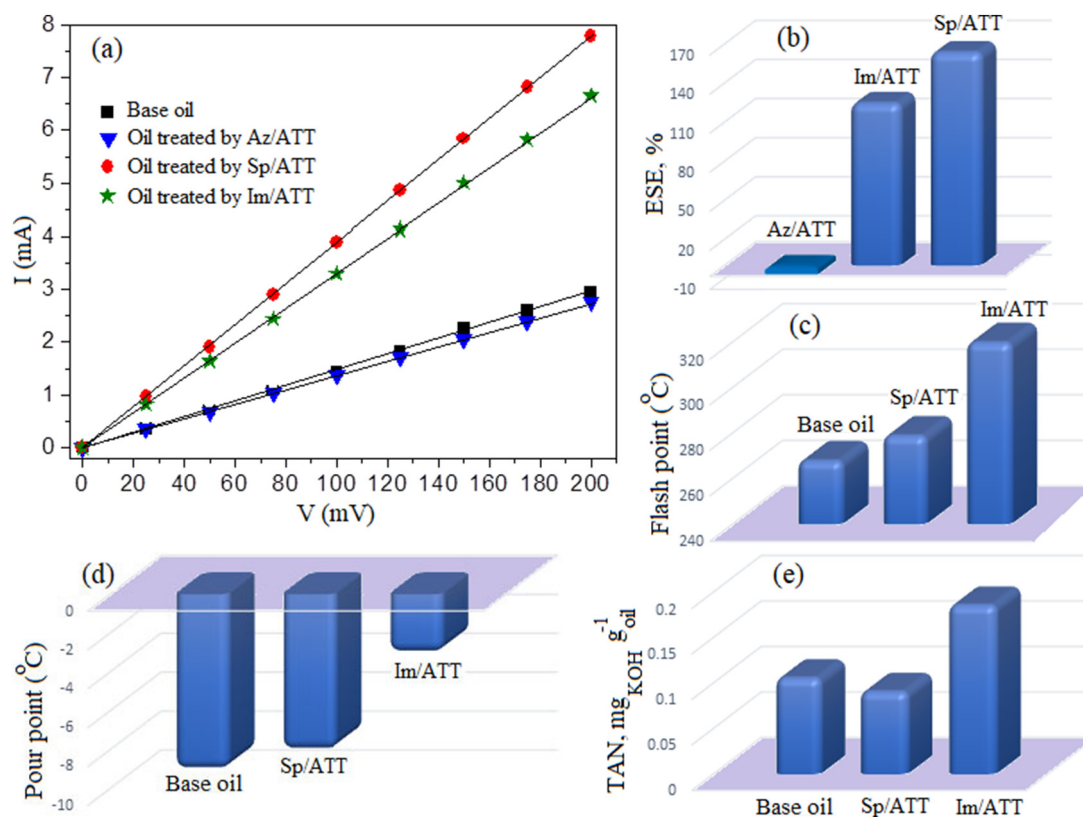 (a)
8
7
6
5
4
3
2
1
0
I (mA)
Base oil
Oil treated by Az/ATT
Oil treated by Sp/ATT
Oil treated by Im/ATT
0 20 40 60 80 100 120 140 160 180 200
V (mV)
(b)
ESE, %
170
140
110
80
50
20
-10
Az/ATT
Im/ATT
Sp/ATT
(c)
Flash point (°C)
320
300
280
260
240
Base oil
Sp/ATT
Im/ATT
(d)
Pour point (°C)
0
-2
-4
-6
-8
-10
Base oil
Sp/ATT
Im/ATT
(e)
TAN, mg KOH g-1 oil
0.2
0.15
0.1
0.05
0
Base oil
Sp/ATT
Im/ATT